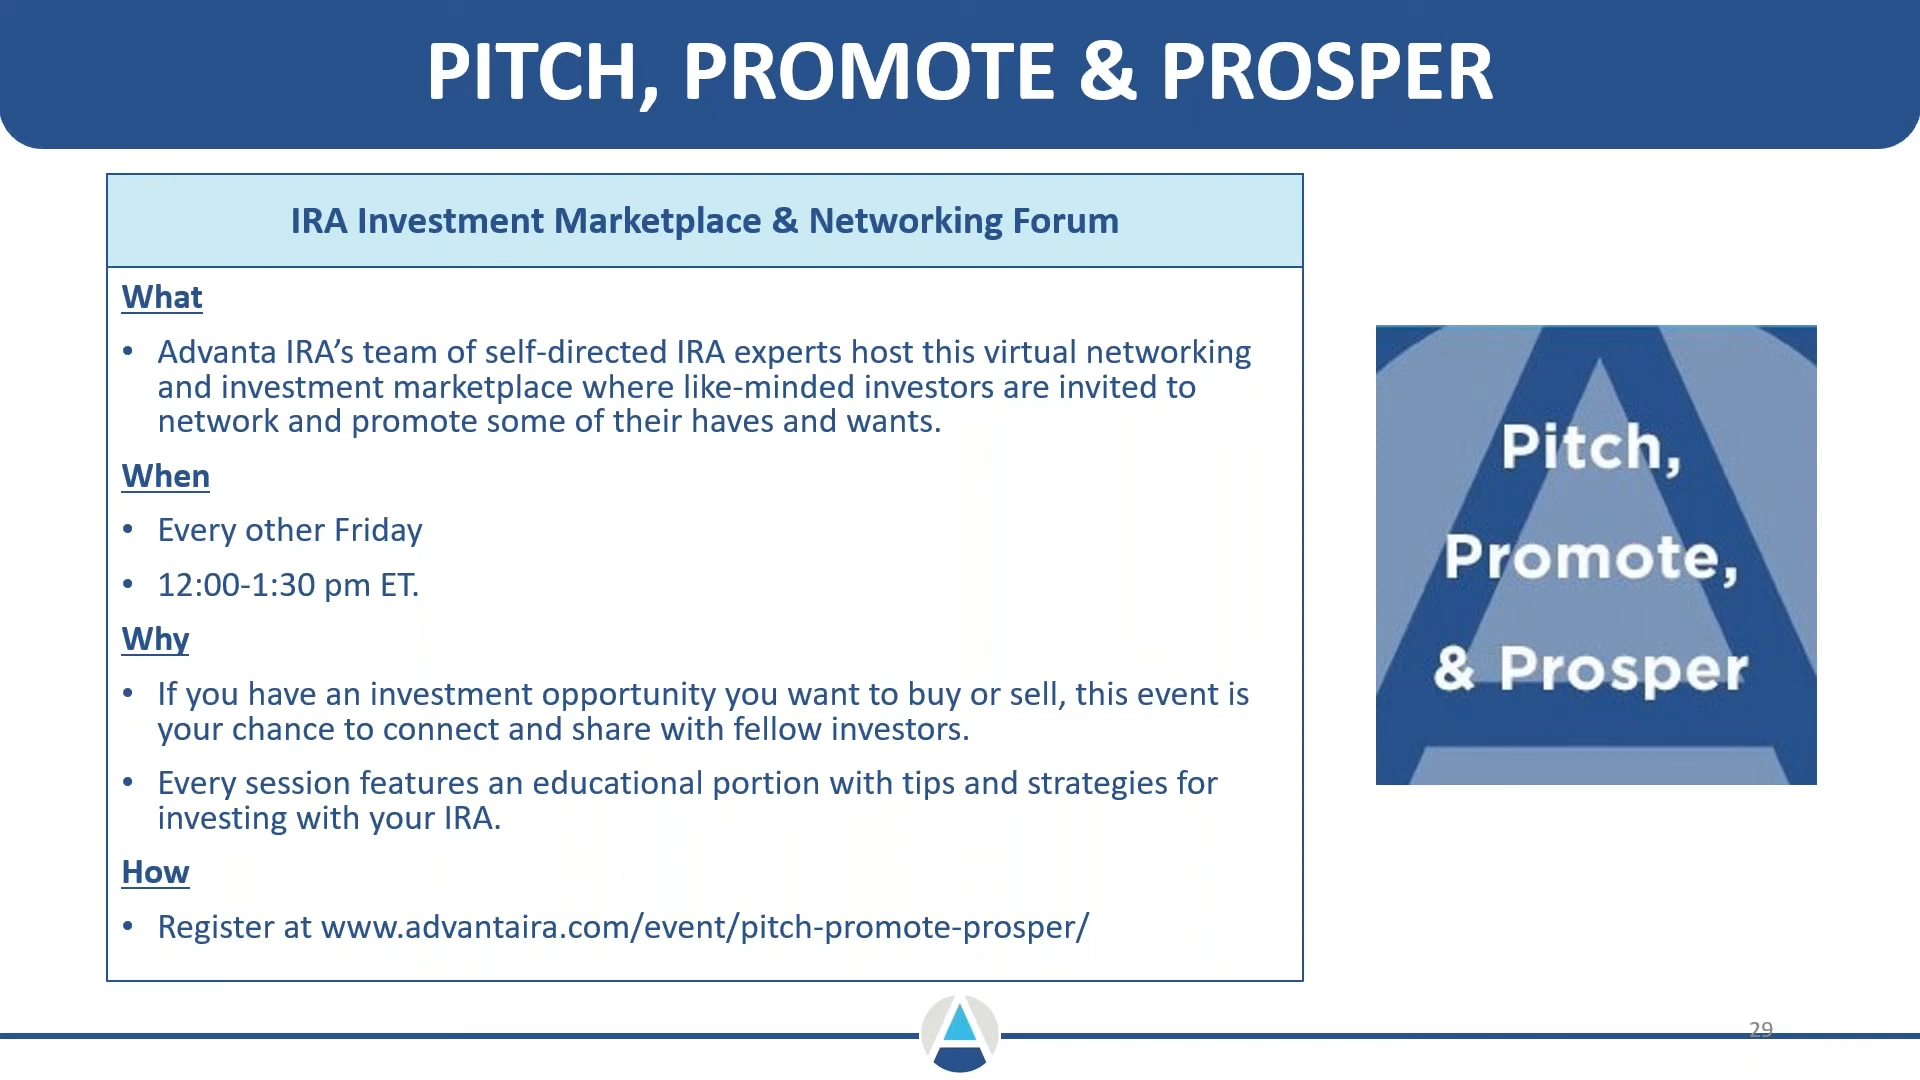 PITCH, PROMOTE & PROSPER
IRA Investment Marketplace & Networking Forum
What
• Advanta IRA’s team of self-directed IRA experts host this virtual networking
and investment marketplace where like-minded investors are invited to
network and promote some of their haves and wants.
When
• Every other Friday
• 12:00-1:30 pm ET.
Why
• If you have an investment opportunity you want to buy or sell, this event is
your chance to connect and share with fellow investors.
• Every session features an educational portion with tips and strategies for
investing with your IRA.
How
• Register at www.advantaira.com/event/pitch-promote-prosper/
Pitch,
Promote,
& Prosper
29